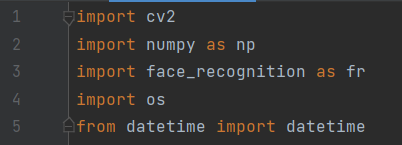 1 import cv2
2 import numpy as np
3 import face_recognition as fr
4 import os
5 from datetime import datetime